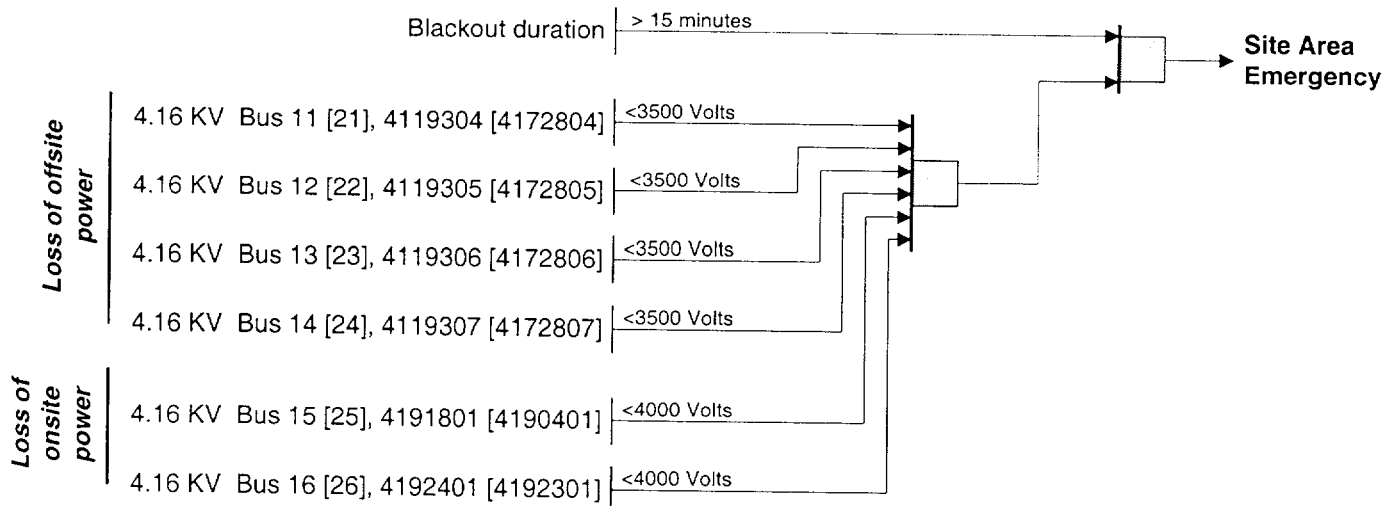 Blackout duration > 15 minutes
Site Area
Emergency
Loss of offsite
power
4.16 KV Bus 11 [21], 4119304 [4172804] <3500 Volts
4.16 KV Bus 12 [22], 4119305 [4172805] <3500 Volts
4.16 KV Bus 13 [23], 4119306 [4172806] <3500 Volts
4.16 KV Bus 14 [24], 4119307 [4172807] <3500 Volts
Loss of
onsite
power
4.16 KV Bus 15 [25], 4191801 [4190401] <4000 Volts
4.16 KV Bus 16 [26], 4192401 [4192301] <4000 Volts